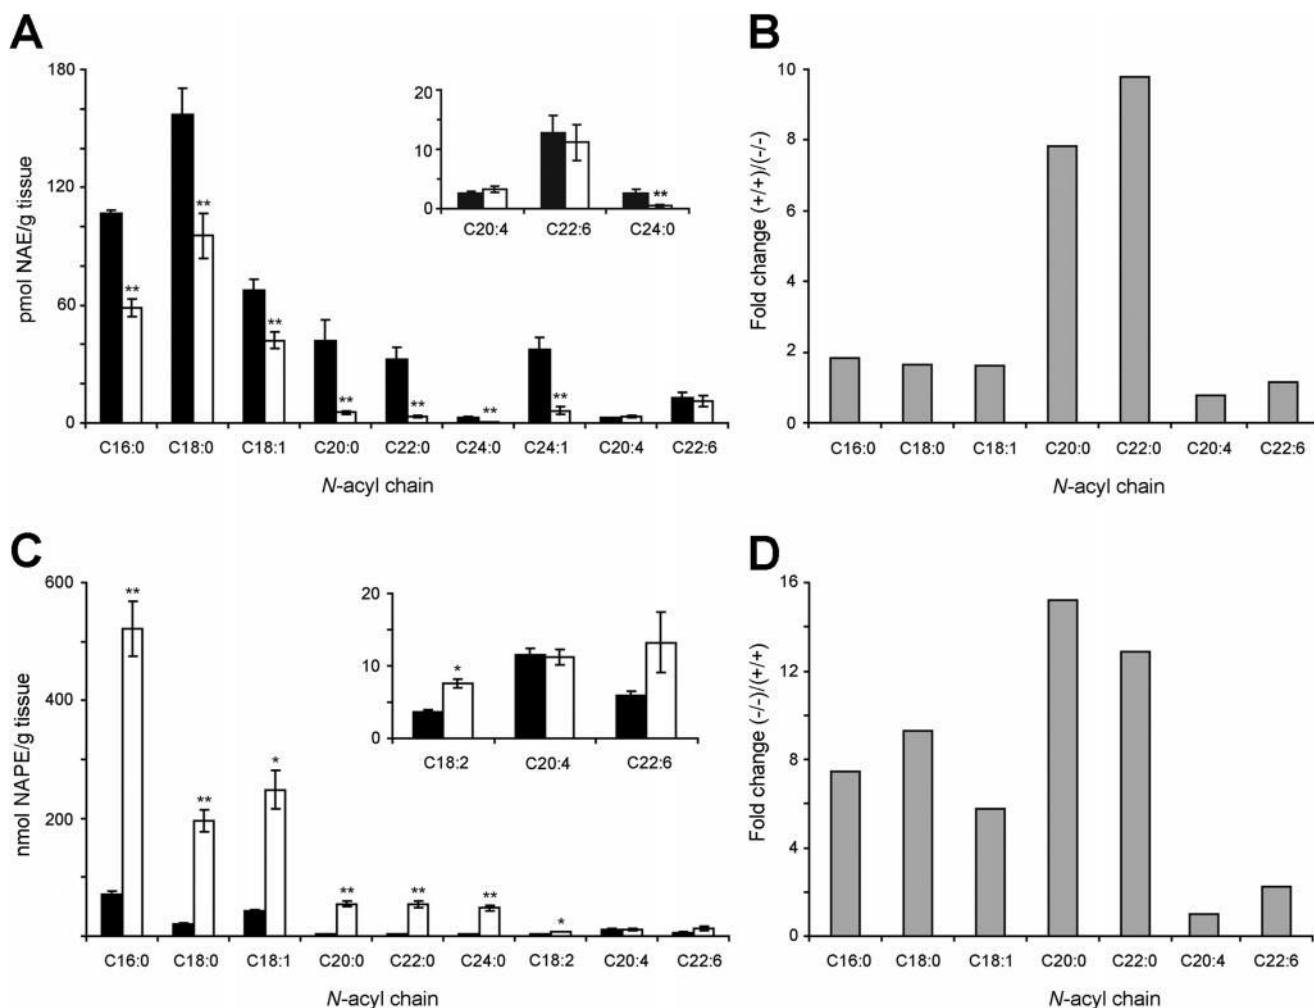 A
180
120
60
0
pmol NAE/g tissue
** ** ** ** ** ** **
C16:0 C18:0 C18:1 C20:0 C22:0 C24:0 C24:1 C20:4 C22:6
N-acyl chain
20
10
0
**
C20:4 C22:6 C24:0
B
10
8
6
4
2
0
Fold change (+/+)/(-/-)
C16:0 C18:0 C18:1 C20:0 C22:0 C20:4 C22:6
N-acyl chain
C
600
400
200
nmol NAPE/g tissue
** ** * ** ** ** *
C16:0 C18:0 C18:1 C20:0 C22:0 C24:0 C18:2 C20:4 C22:6
N-acyl chain
20
10
0
*
C18:2 C20:4 C22:6
D
16
12
8
4
0
Fold change (-/-)/(+/+)
C16:0 C18:0 C18:1 C20:0 C22:0 C20:4 C22:6
N-acyl chain